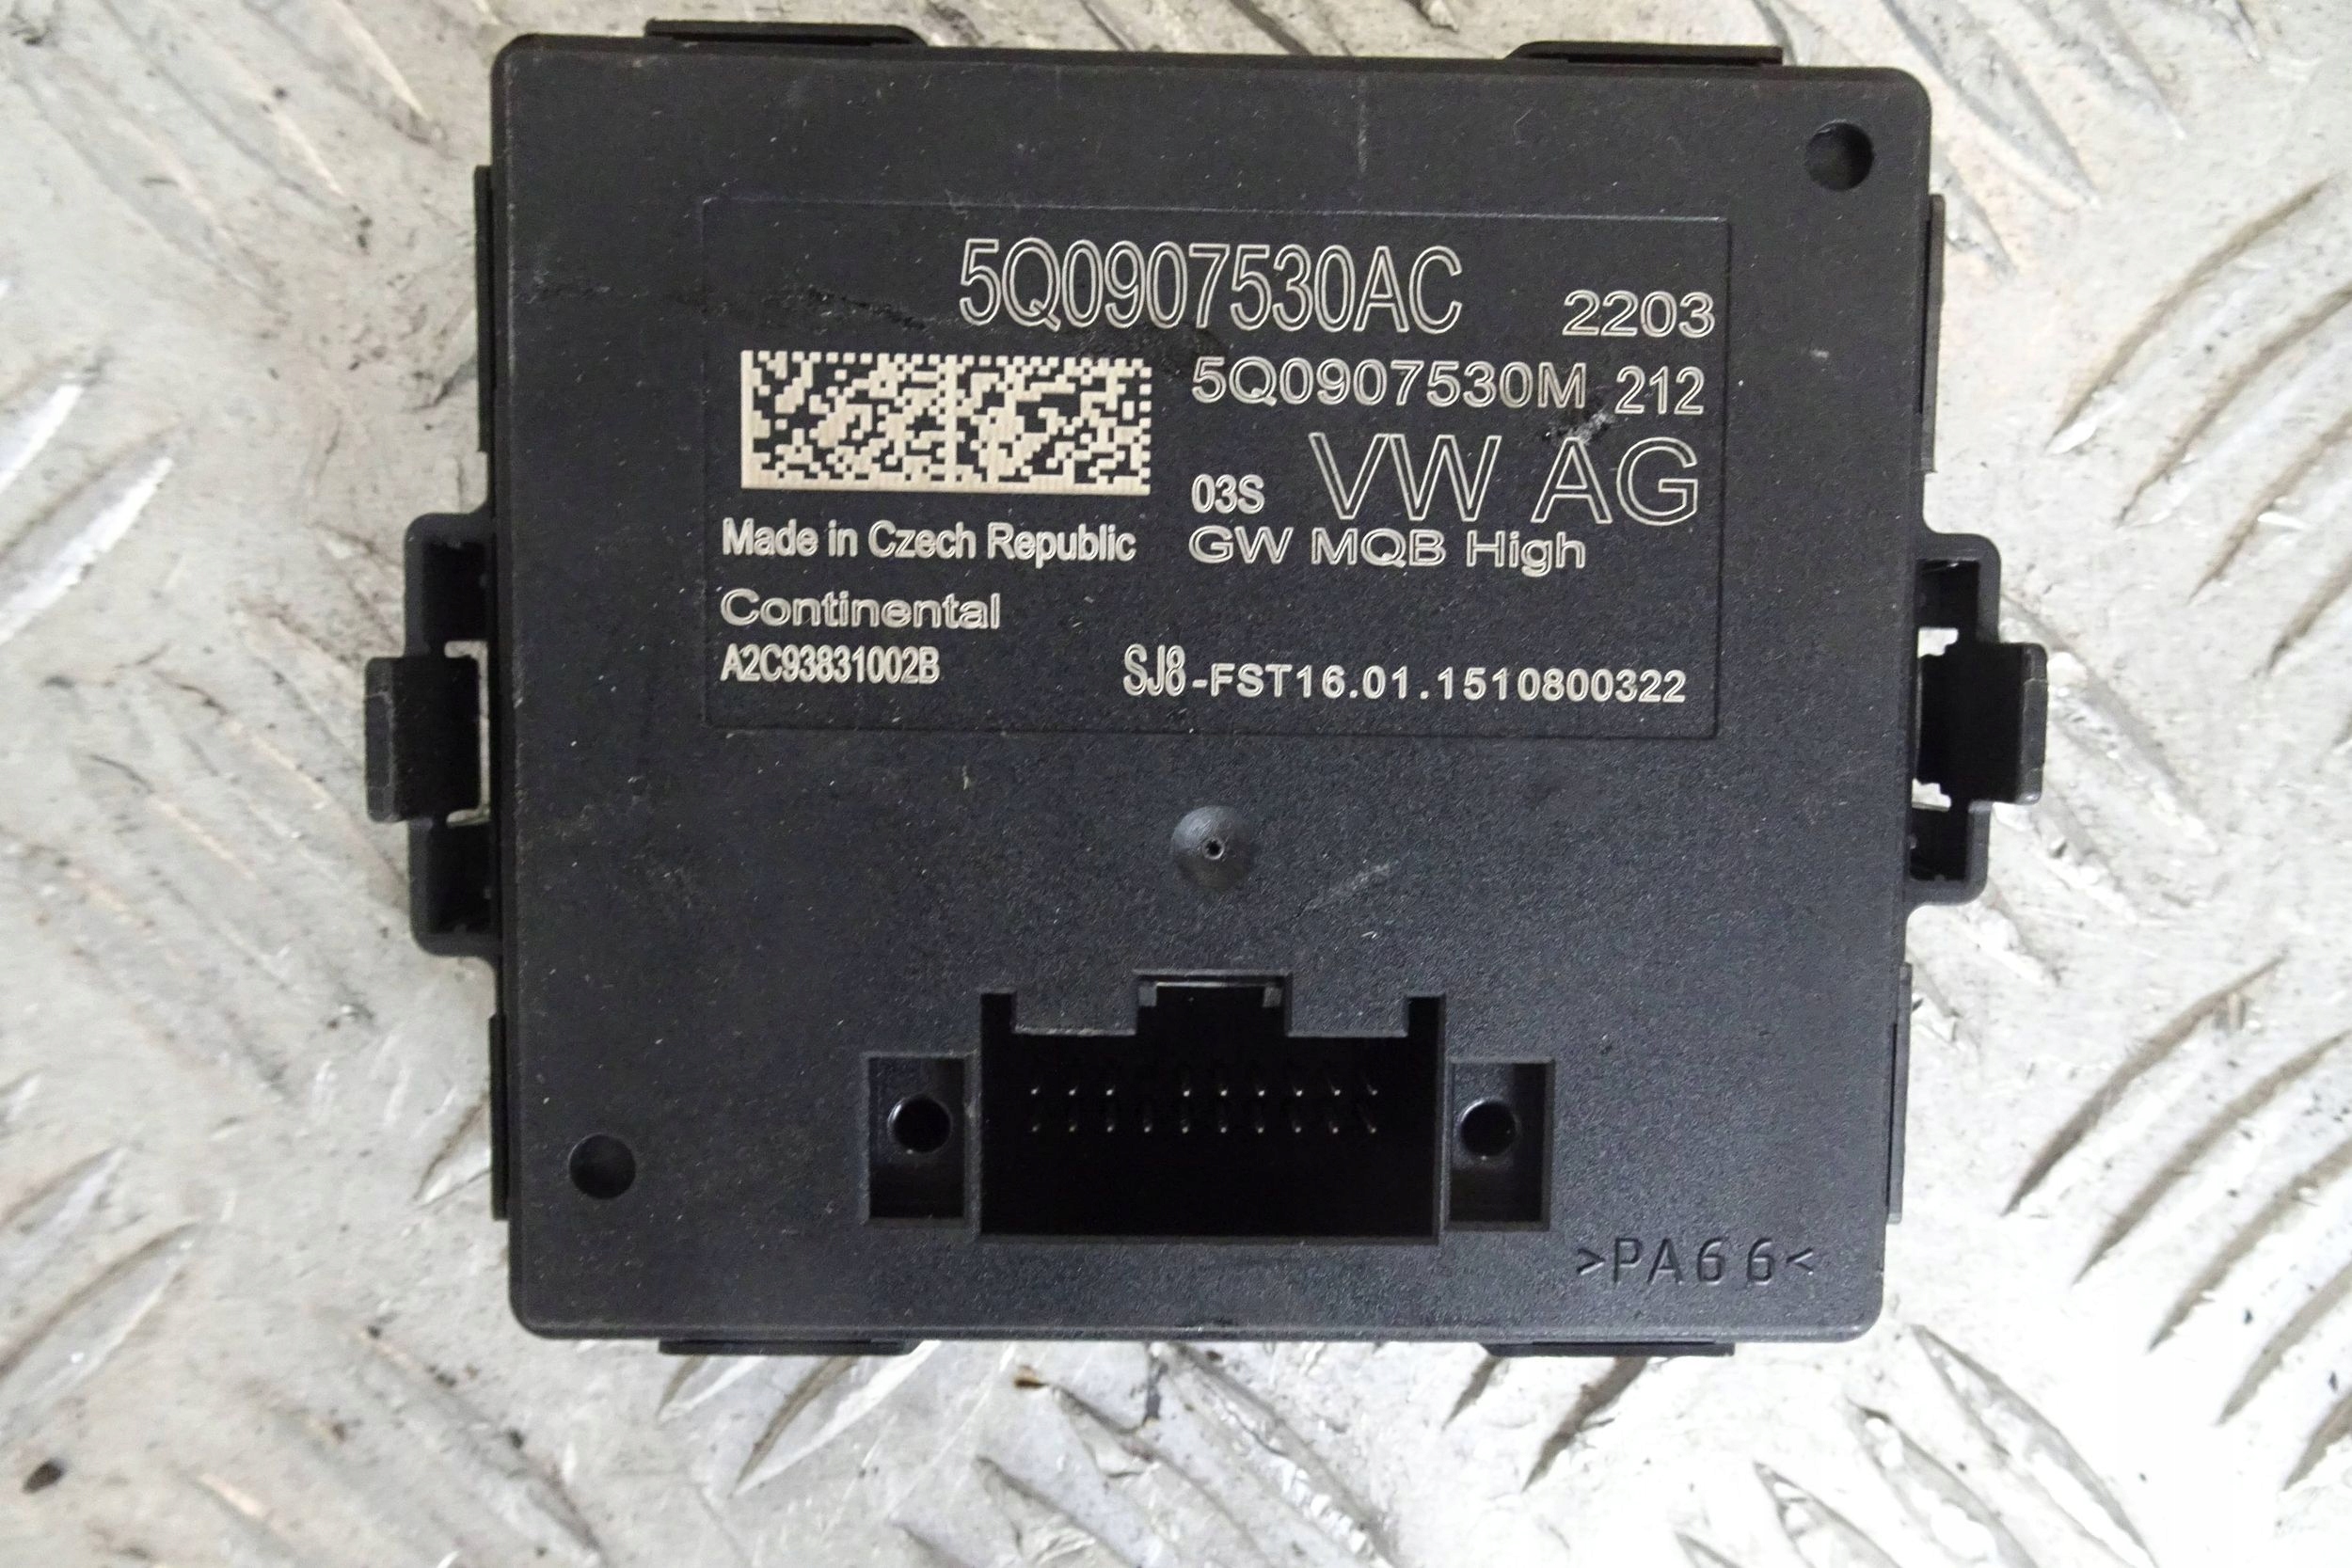 5Q0907530AC 2203
5Q0907530M 212
03S VW AG
Made in Czech Republic GW MQB High
Continental
A2C93831002B SJ8-FST16.01.1510800322
>PA66<